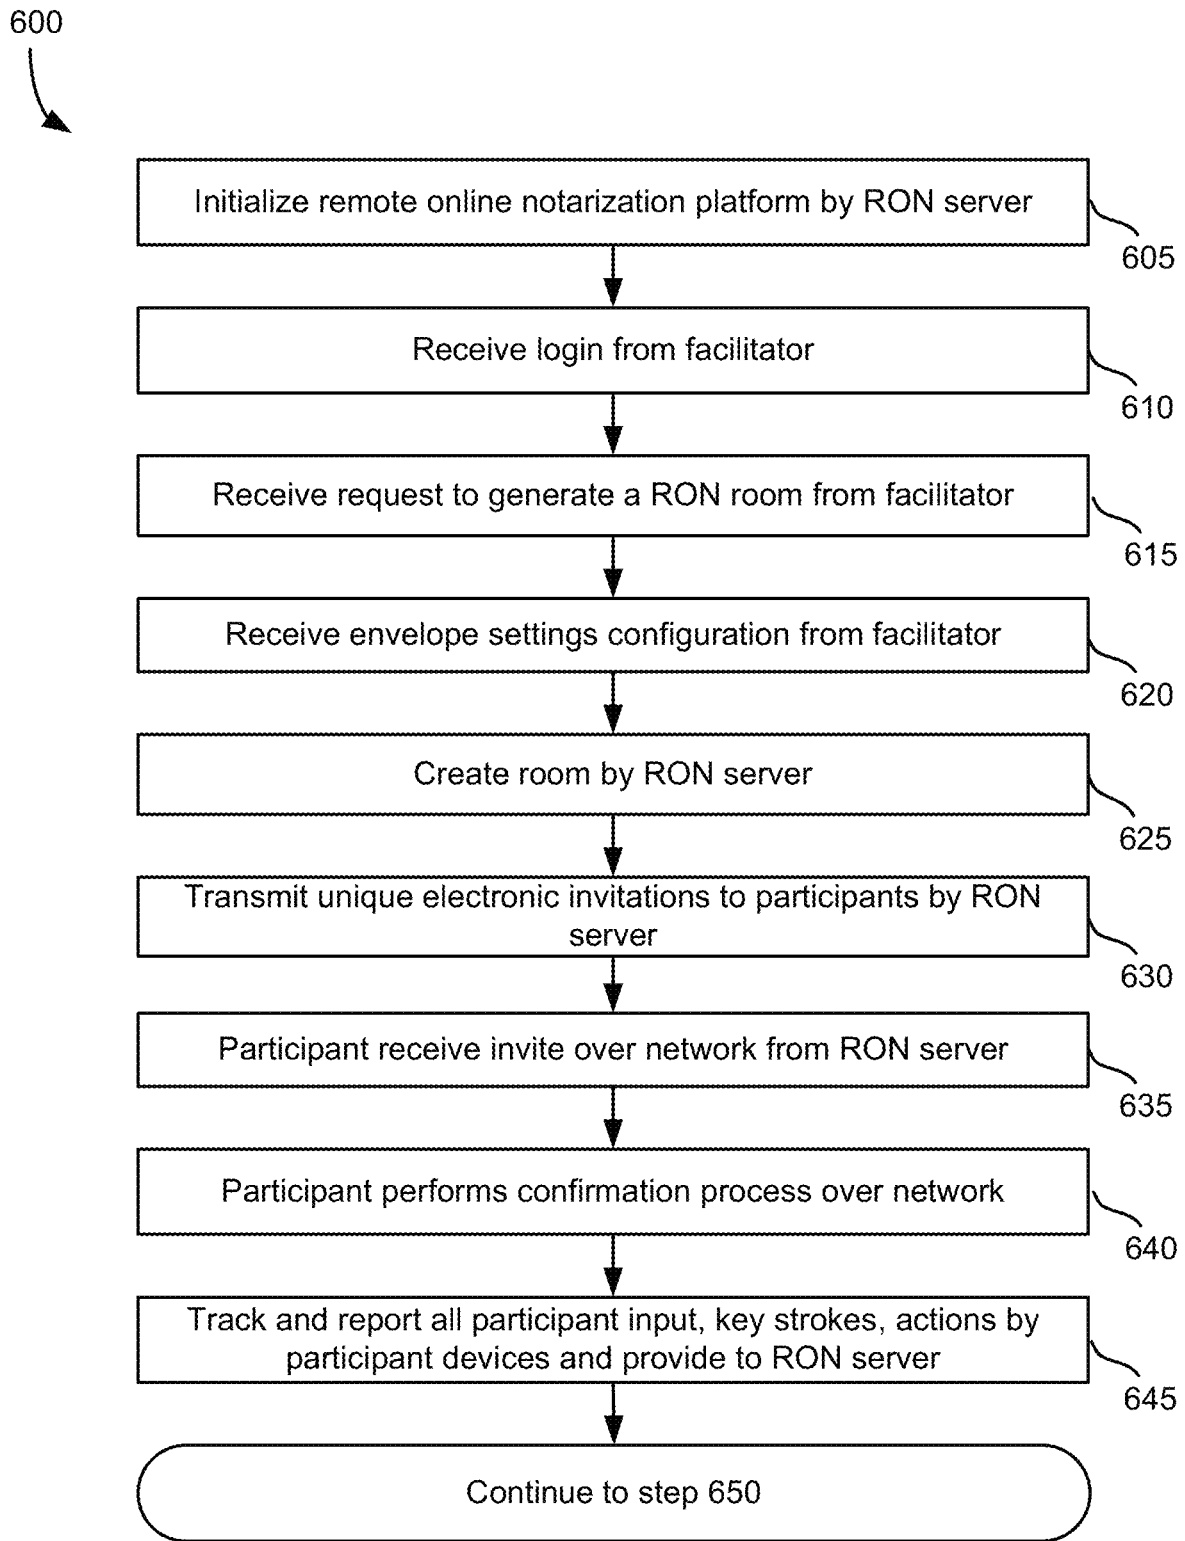 600
Initialize remote online notarization platform by RON server
605
Receive login from facilitator
610
Receive request to generate a RON room from facilitator
615
Receive envelope settings configuration from facilitator
620
Create room by RON server
625
Transmit unique electronic invitations to participants by RON
server
630
Participant receive invite over network from RON server
635
Participant performs confirmation process over network
640
Track and report all participant input, key strokes, actions by
participant devices and provide to RON server
645
Continue to step 650